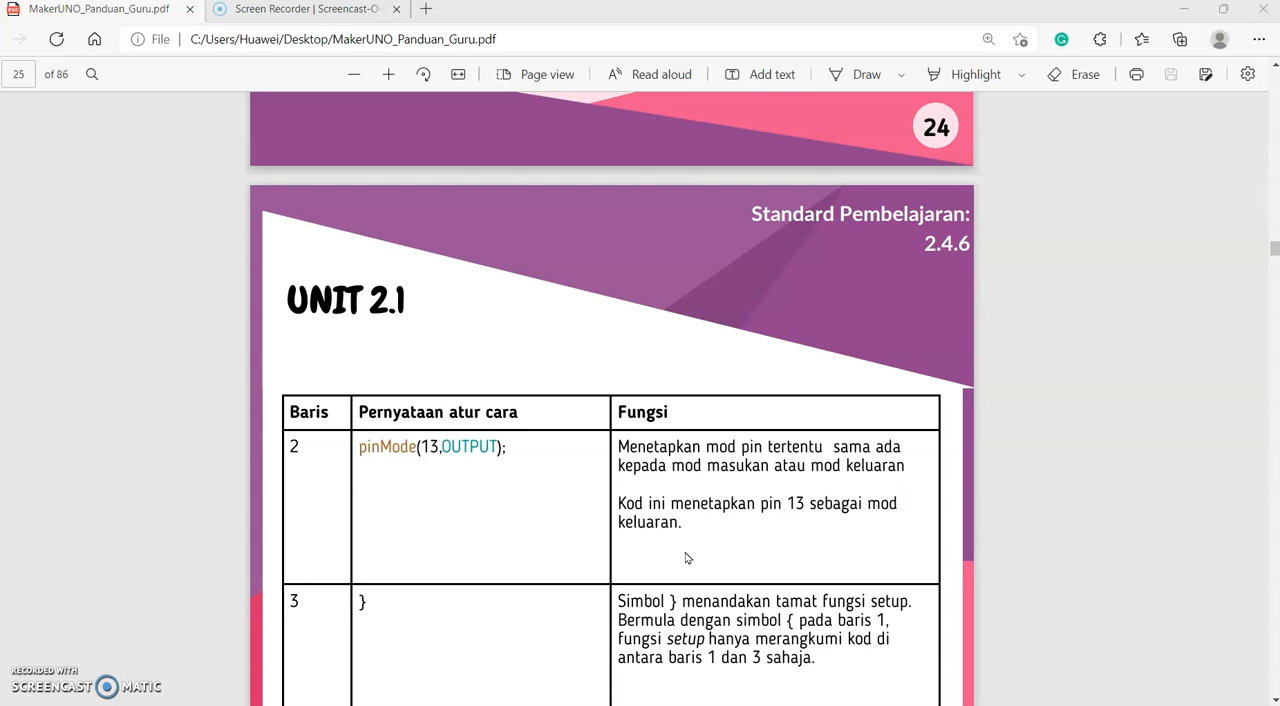 MakerUNO_Panduan_Guru.pdf
Screen Recorder | Screencast-O-
File C:/Users/Huawei/Desktop/MakerUNO_Panduan_Guru.pdf
25 of 86 Page view Read aloud Add text Draw Highlight Erase
24
Standard Pembelajaran:
2.4.6
UNIT 2.1
Baris Pernyataan atur cara Fungsi
2 pinMode(13,OUTPUT); Menetapkan mod pin tertentu sama ada
kepada mod masukan atau mod keluaran
Kod ini menetapkan pin 13 sebagai mod
keluaran.
3 } Simbol } menandakan tamat fungsi setup.
Bermula dengan simbol { pada baris 1,
fungsi setup hanya merangkumi kod di
antara baris 1 dan 3 sahaja.
RECORDED WITH
SCREENCAST MATIC